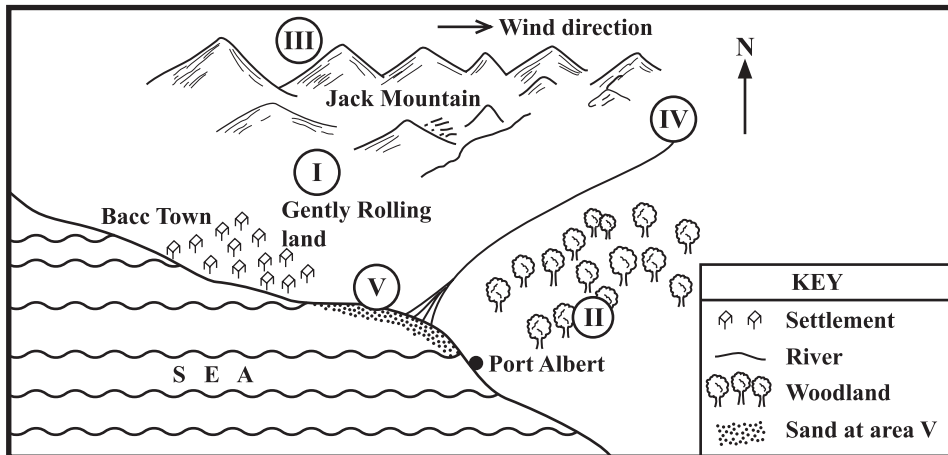 III
Wind direction
N
Jack Mountain
IV
I
Bacc Town
Gently Rolling
land
V
II
KEY
Settlement
River
Woodland
Sand at area V
Port Albert
S E A